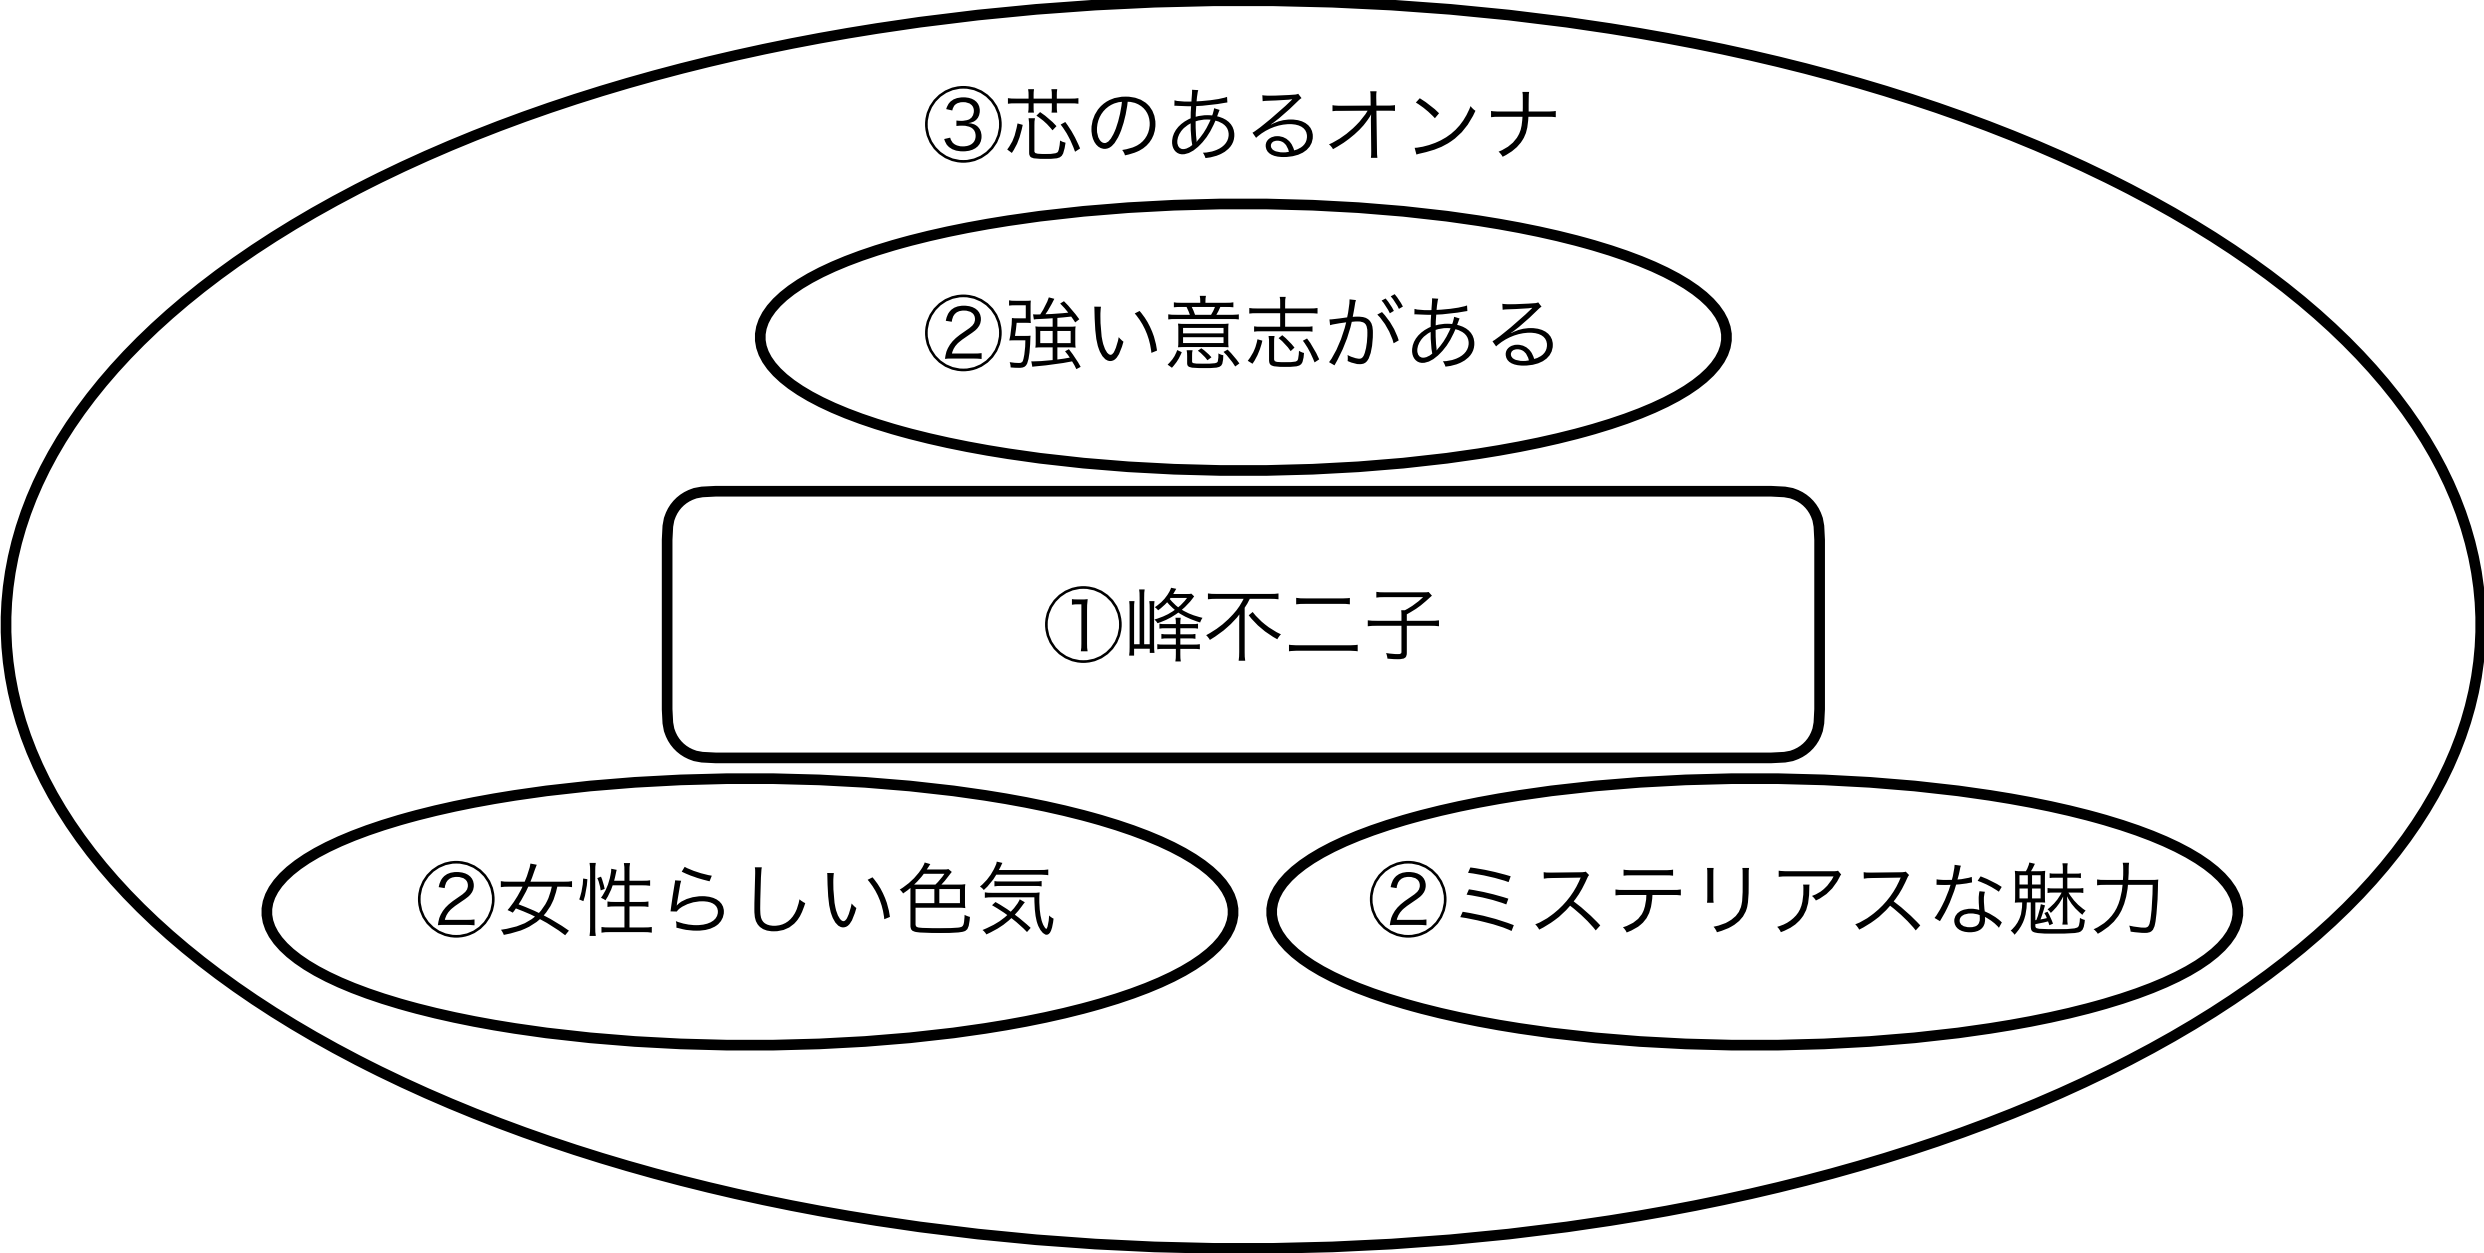 ③芯のあるオンナ
②強い意志がある
①峰不二子
②女性らしい色気
②ミステリアスな魅力